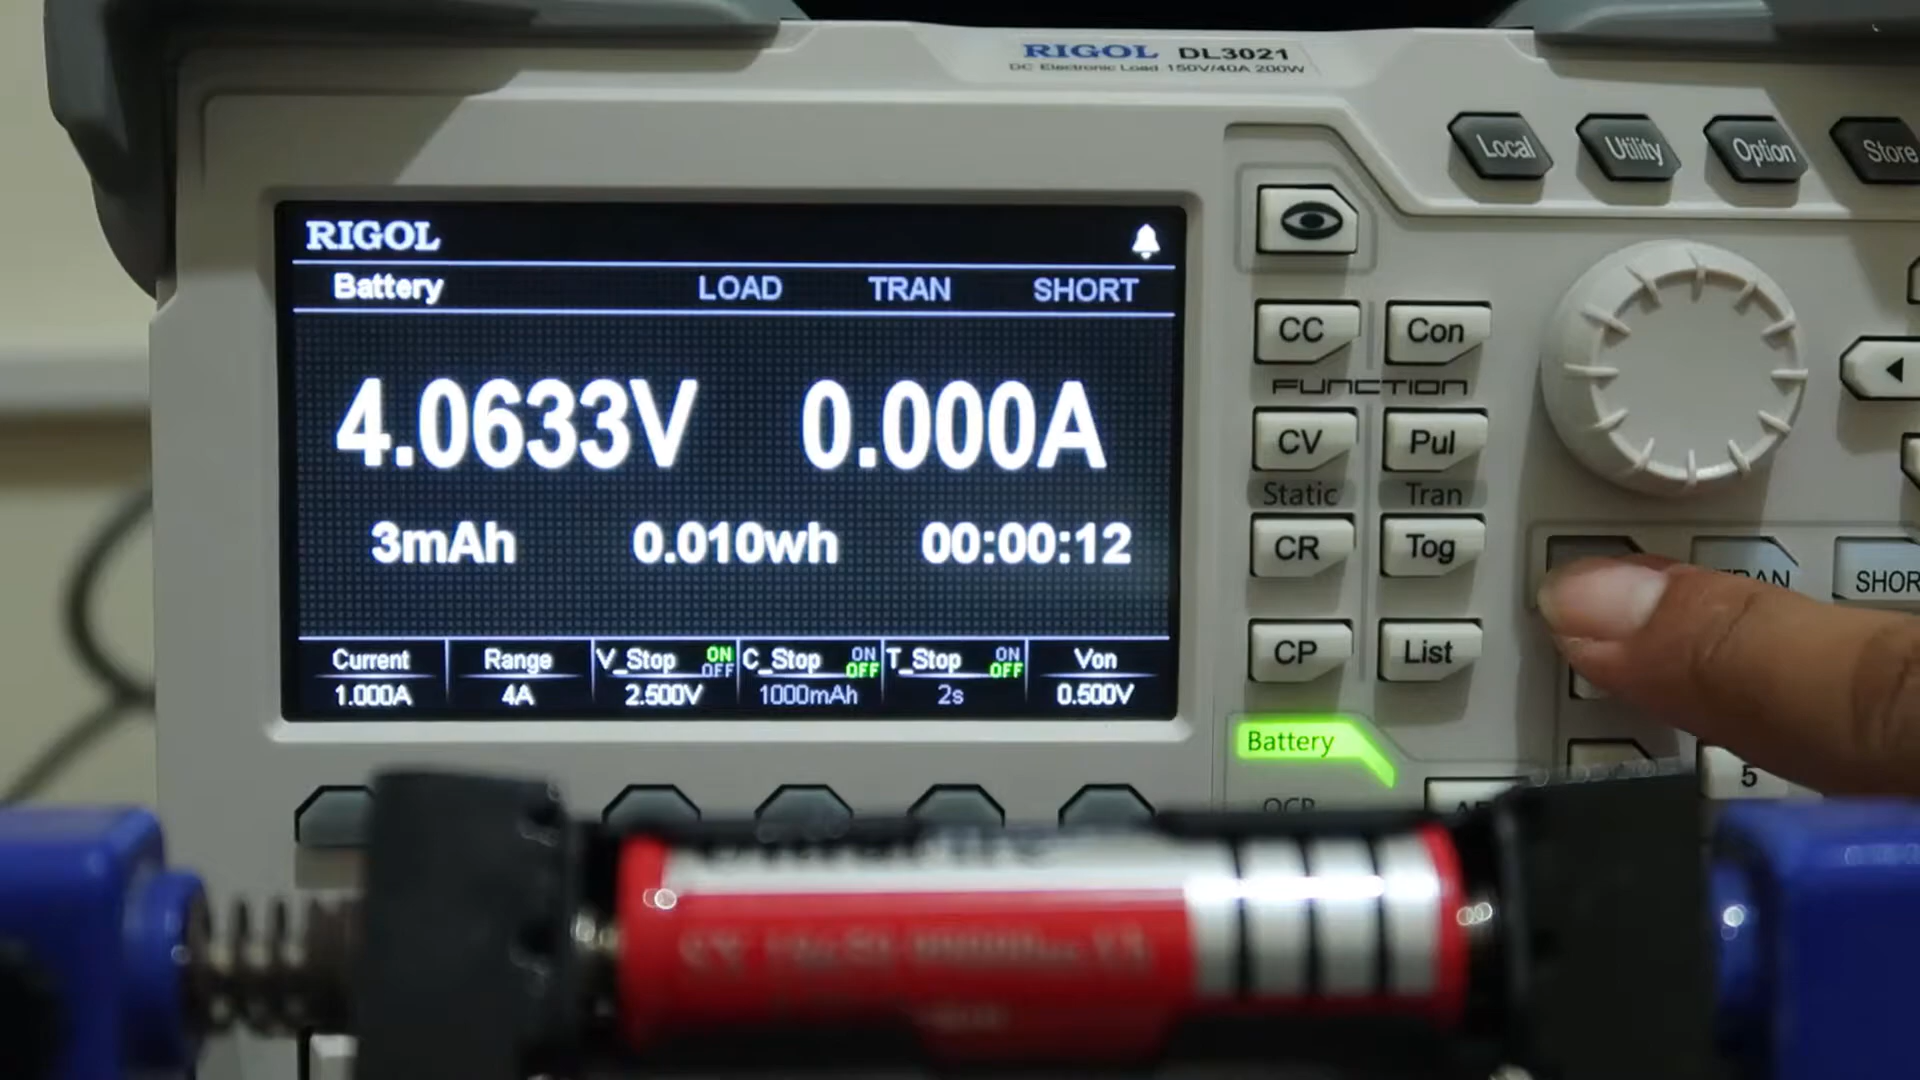 RIGOL DL3021
DC Electronic Load 150V/40A 200W
Local Utility Option Store
RIGOL
Battery LOAD TRAN SHORT
4.0633V 0.000A
3mAh 0.010wh 00:00:12
Current Range V_Stop ON OFF C_Stop ON OFF T_Stop ON OFF Von
1.000A 4A 2.500V 1000mAh 2s 0.500V
CC Con
FUNCTION
CV Pul
Static Tran
CR Tog
CP List
TRAN SHOR
Battery
OCP
5